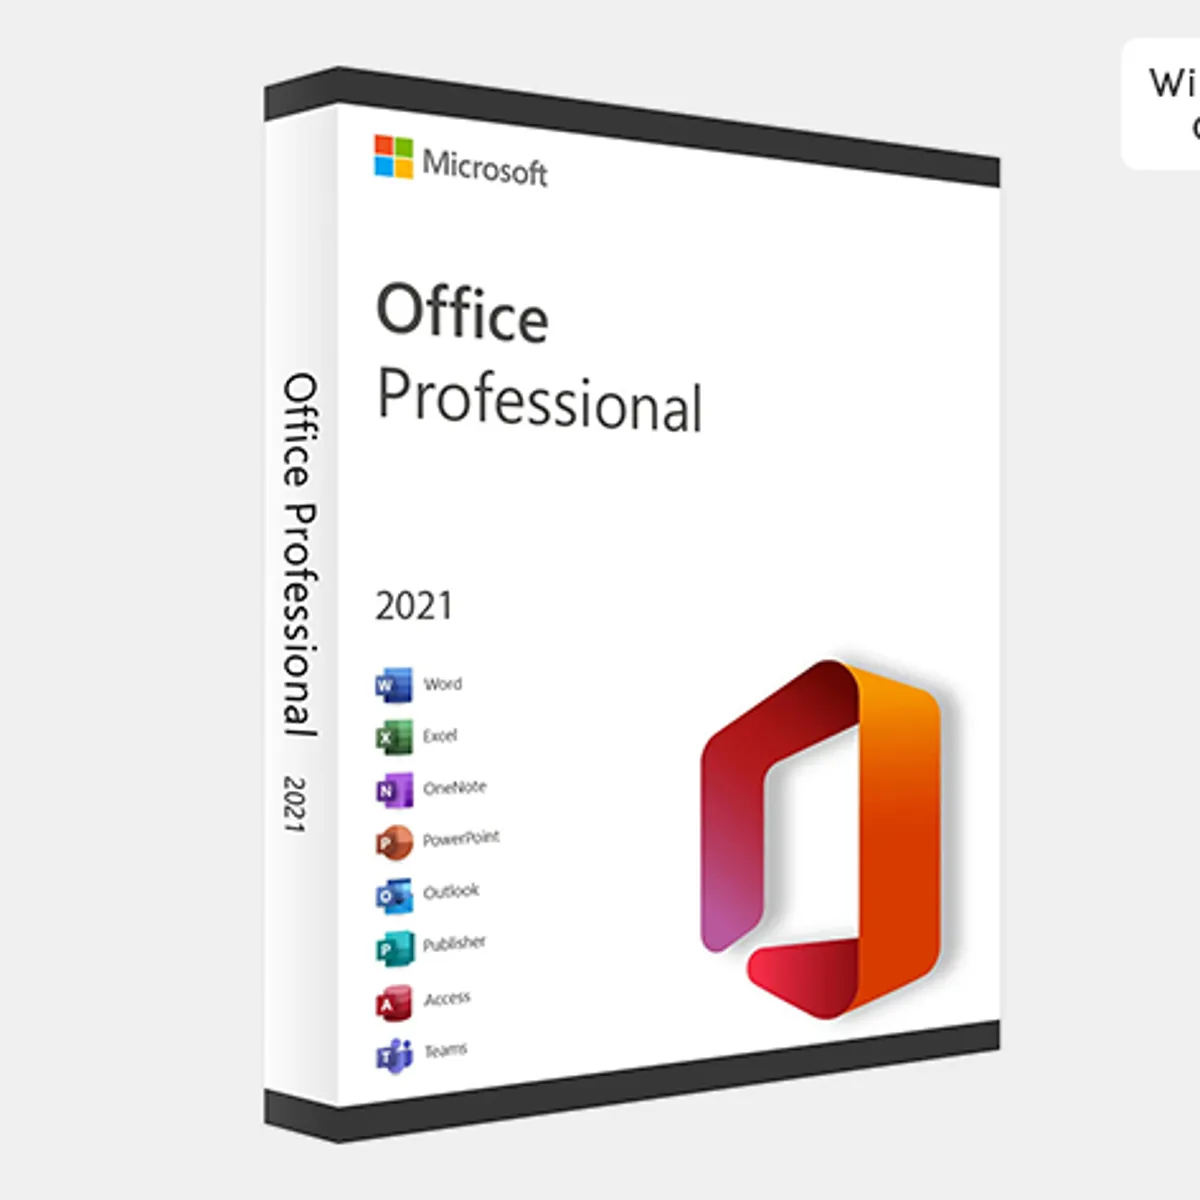 Microsoft
Office
Professional
2021
Word
Excel
OneNote
PowerPoint
Outlook
Publisher
Access
Teams
Office Professional 2021